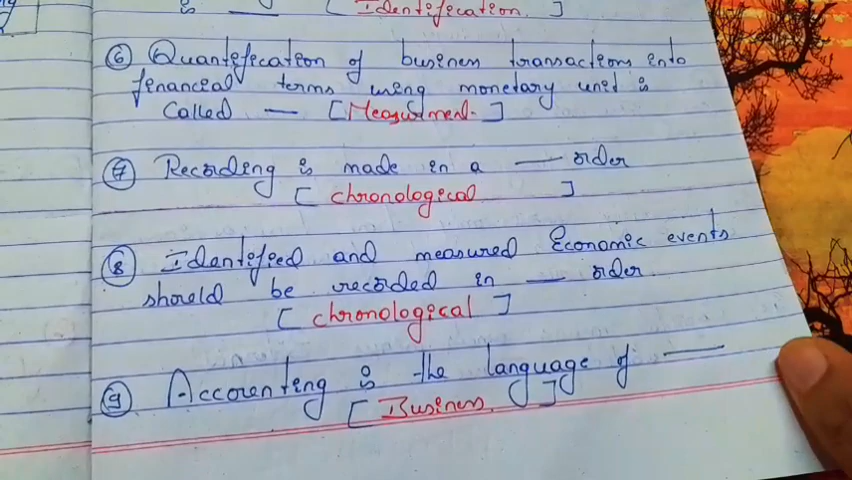 is — [Identification.]
⑥ Quantification of business transactions into
financial terms using monetary unit is
Called — [Measurment.]
⑦ Recording is made in a — order
[chronological]
⑧ Identified and measured Economic events
should be recorded in — order.
[chronological]
⑨ Accounting is the language of —
[Business.]